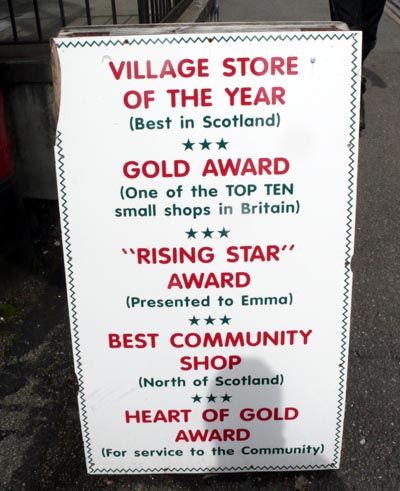 VILLAGE STORE
OF THE YEAR
(Best in Scotland)
★★★
GOLD AWARD
(One of the TOP TEN
small shops in Britain)
★★★
"RISING STAR"
AWARD
(Presented to Emma)
★★★
BEST COMMUNITY
SHOP
(North of Scotland)
★★★
HEART OF GOLD
AWARD
(For service to the Community)